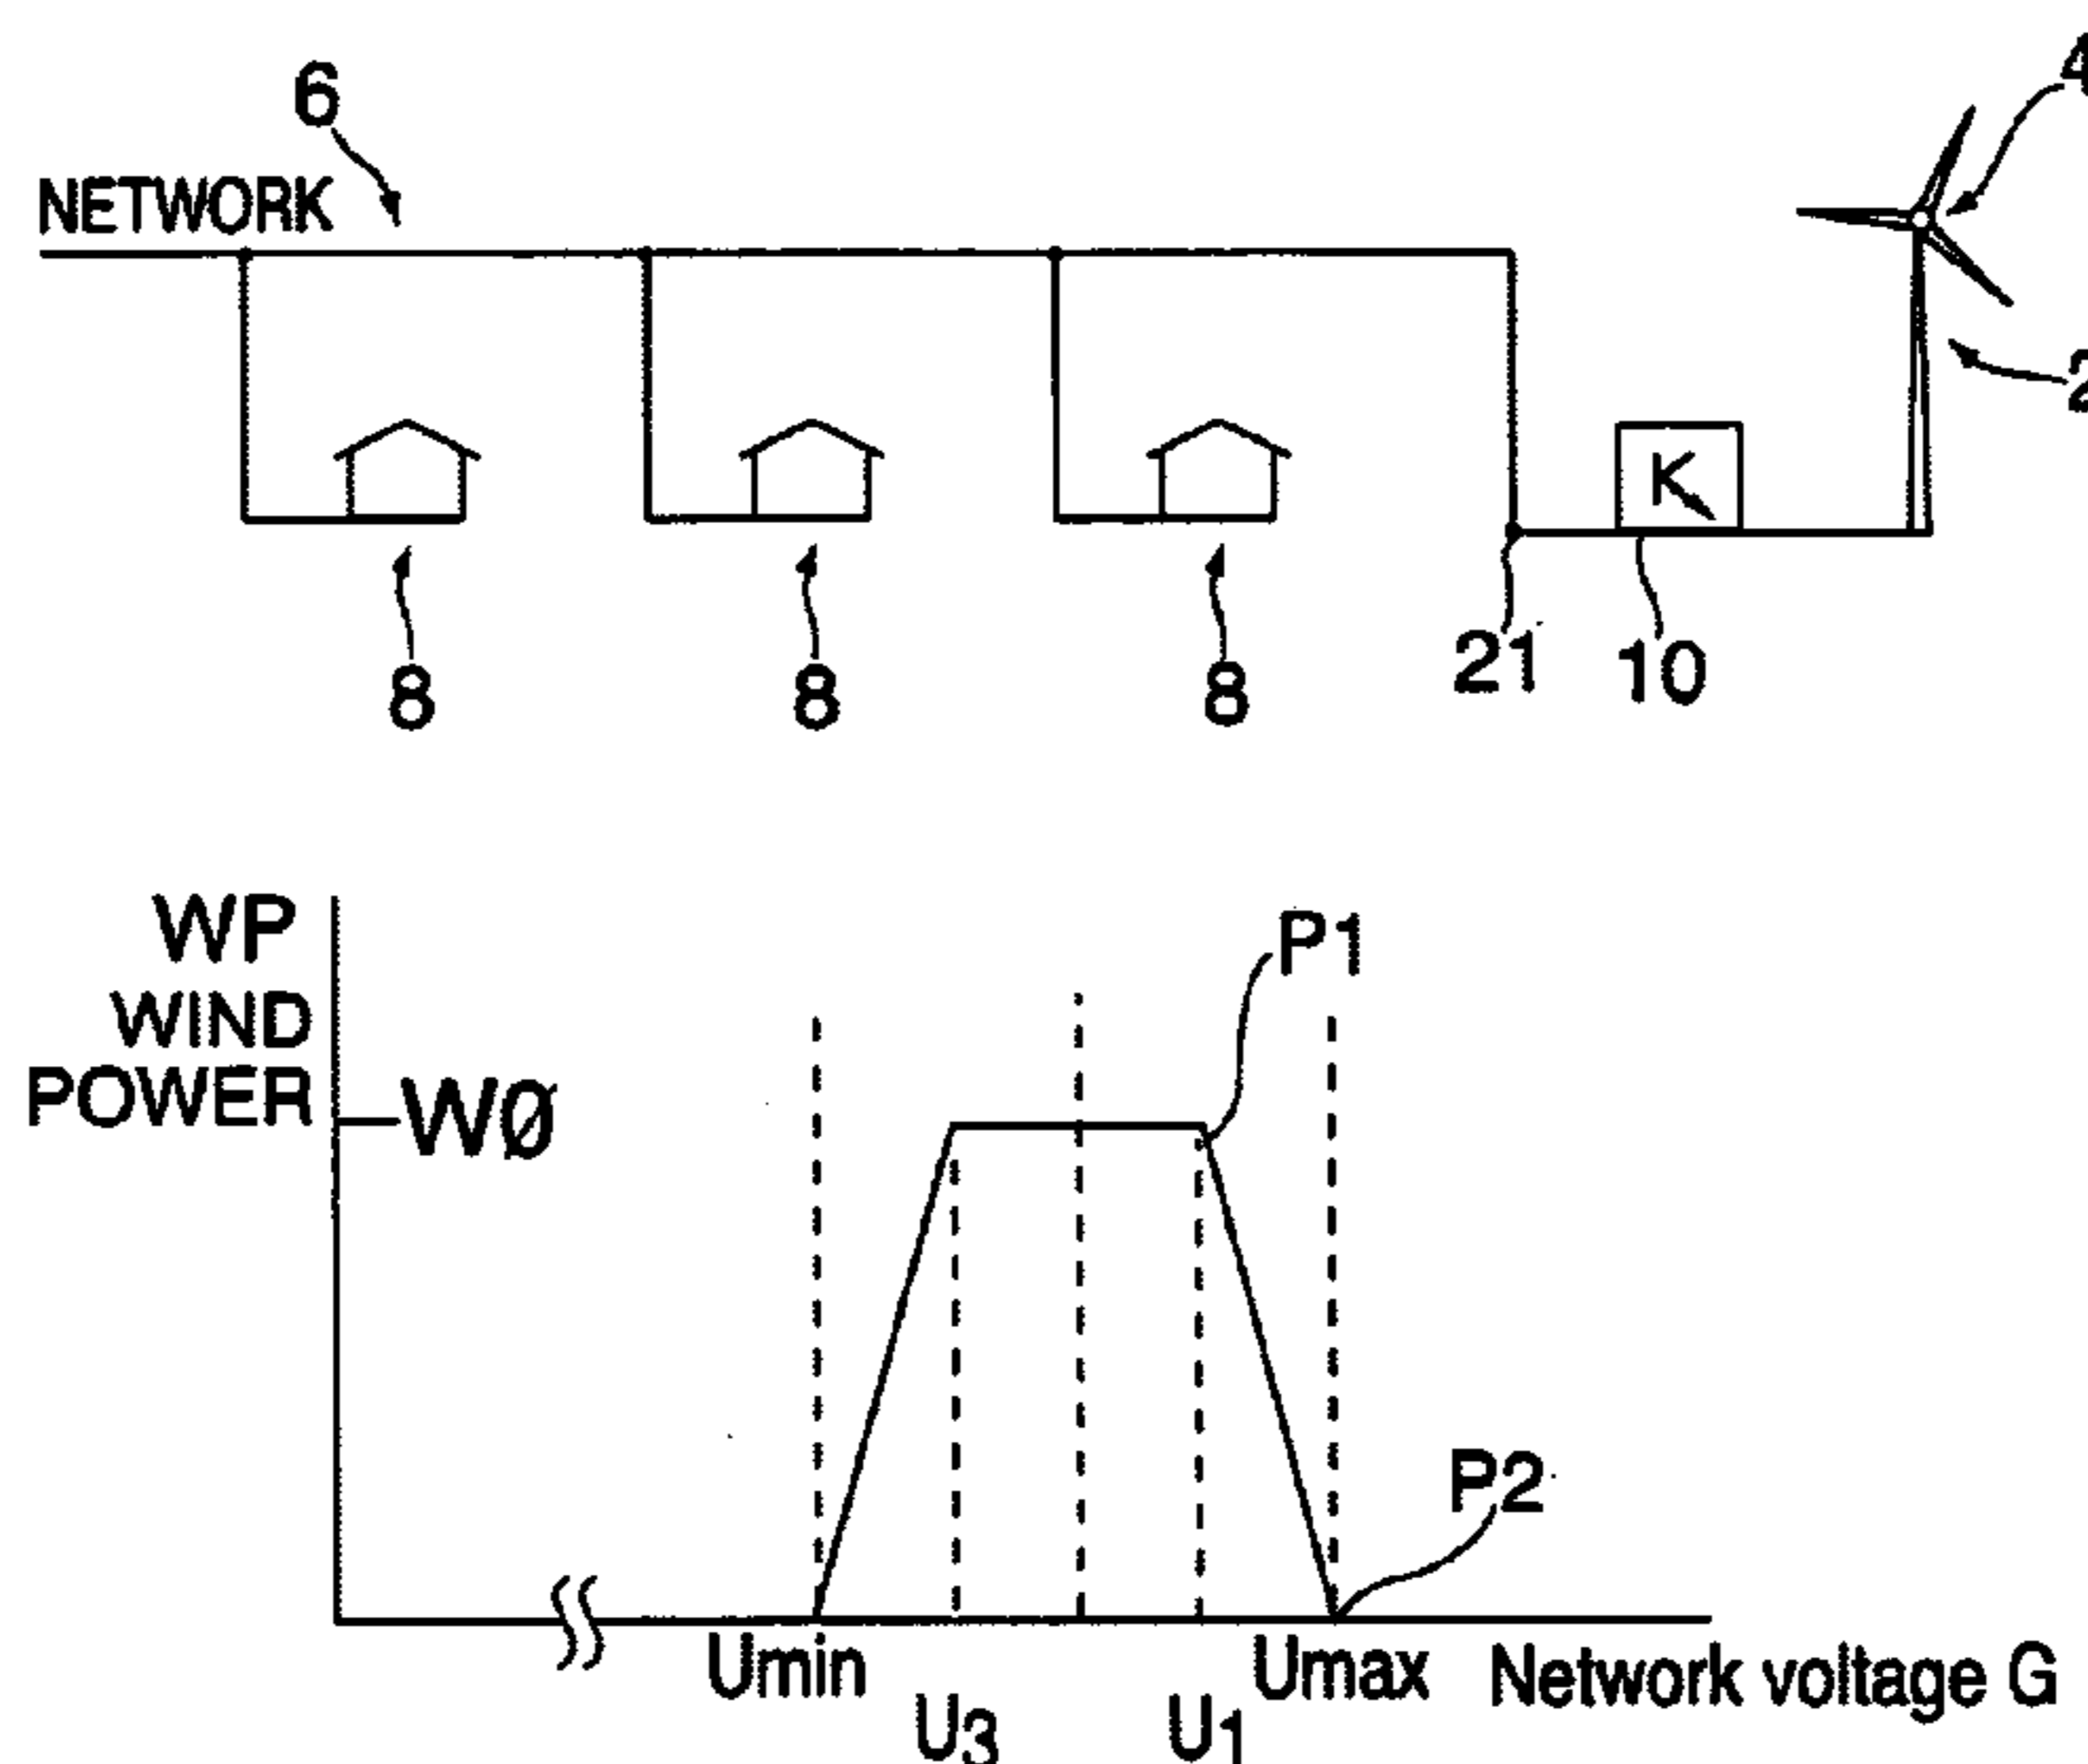 6
4
NETWORK
2
K
8
8
8
21
10
WP
WIND
POWER
WØ
P1
P2
Umin
Umax
Network voltage G
U3
U1